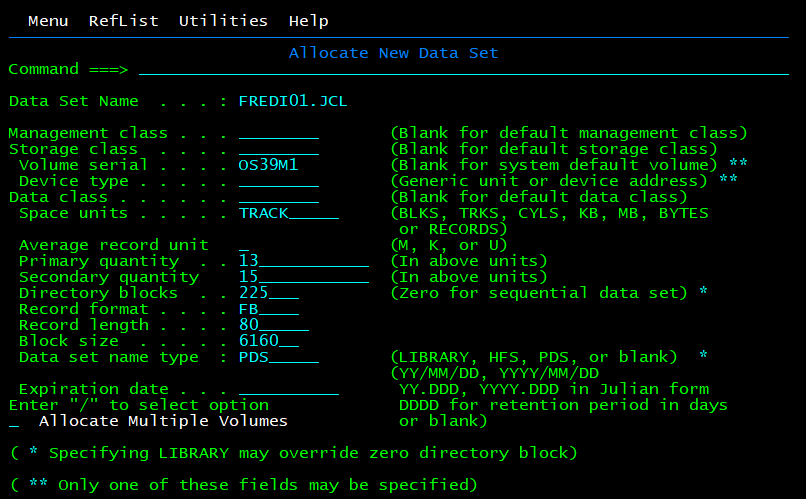 Menu  RefList  Utilities  Help
Allocate New Data Set
Command ===> ________________________________________________________________
Data Set Name  . . . : FREDI01.JCL
Management class . . . ________       (Blank for default management class)
Storage class  . . . . ________       (Blank for default storage class)
 Volume serial . . . . OS39M1         (Blank for system default volume) **
 Device type . . . . . ________       (Generic unit or device address) **
Data class . . . . . . ________       (Blank for default data class)
 Space units . . . . . TRACK_____     (BLKS, TRKS, CYLS, KB, MB, BYTES
                                       or RECORDS)
 Average record unit   _              (M, K, or U)
 Primary quantity  . . 13___________  (In above units)
 Secondary quantity    15___________  (In above units)
 Directory blocks  . . 225___         (Zero for sequential data set) *
 Record format . . . . FB____
 Record length . . . . 80_____
 Block size  . . . . . 6160__
 Data set name type  : PDS_____       (LIBRARY, HFS, PDS, or blank)  *
                                      (YY/MM/DD, YYYY/MM/DD
 Expiration date . . . __________      YY.DDD, YYYY.DDD in Julian form
Enter "/" to select option             DDDD for retention period in days
_  Allocate Multiple Volumes           or blank)
( * Specifying LIBRARY may override zero directory block)
( ** Only one of these fields may be specified)